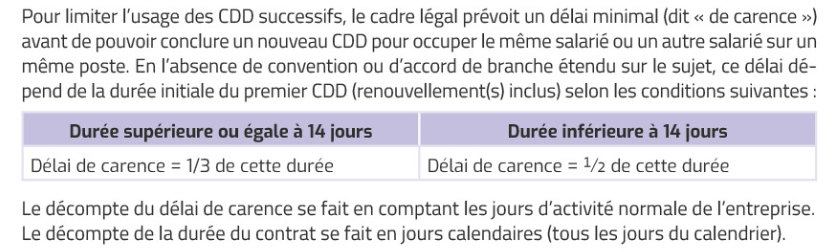 Pour limiter l’usage des CDD successifs, le cadre légal prévoit un délai minimal (dit « de carence »)
avant de pouvoir conclure un nouveau CDD pour occuper le même salarié ou un autre salarié sur un
même poste. En l’absence de convention ou d’accord de branche étendu sur le sujet, ce délai dé-
pend de la durée initiale du premier CDD (renouvellement(s) inclus) selon les conditions suivantes :
Durée supérieure ou égale à 14 jours Durée inférieure à 14 jours
Délai de carence = 1/3 de cette durée Délai de carence = 1/2 de cette durée
Le décompte du délai de carence se fait en comptant les jours d’activité normale de l’entreprise.
Le décompte de la durée du contrat se fait en jours calendaires (tous les jours du calendrier).